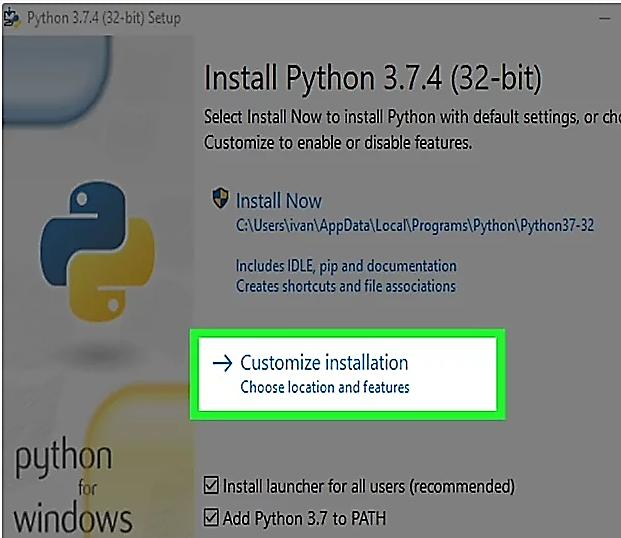 Python 3.7.4 (32-bit) Setup
Install Python 3.7.4 (32-bit)
Select Install Now to install Python with default settings, or cho
Customize to enable or disable features.
Install Now
C:\Users\ivan\AppData\Local\Programs\Python\Python37-32
Includes IDLE, pip and documentation
Creates shortcuts and file associations
Customize installation
Choose location and features
python
for
windows
Install launcher for all users (recommended)
Add Python 3.7 to PATH